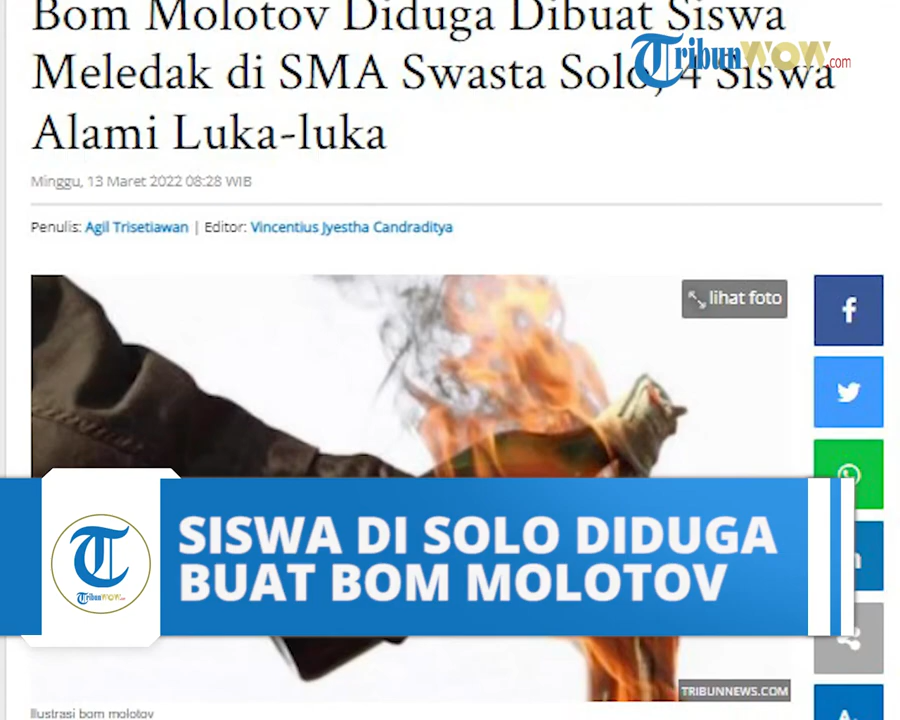 Bom Molotov Diduga Dibuat Siswa
TribunWOW.com
Meledak di SMA Swasta Solo, 4 Siswa
Alami Luka-luka
Minggu, 13 Maret 2022 08:28 WIB
Penulis: Agil Trisetiawan | Editor: Vincentius Jyestha Candraditya
lihat foto
f
SISWA DI SOLO DIDUGA
BUAT BOM MOLOTOV
T
TribunWOW.com
TRIBUNNEWS.COM
Ilustrasi bom molotov
A